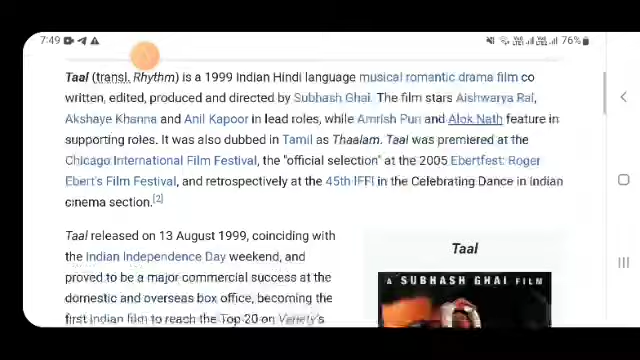 7:49 76%
Taal (transl. Rhythm) is a 1999 Indian Hindi language musical romantic drama film co
written, edited, produced and directed by Subhash Ghai. The film stars Aishwarya Rai,
Akshaye Khanna and Anil Kapoor in lead roles, while Amrish Puri and Alok Nath feature in
supporting roles. It was also dubbed in Tamil as Thaalam. Taal was premiered at the
Chicago International Film Festival, the "official selection" at the 2005 Ebertfest: Roger
Ebert's Film Festival, and retrospectively at the 45th IFFI in the Celebrating Dance in Indian
cinema section.[2]
Taal released on 13 August 1999, coinciding with
the Indian Independence Day weekend, and
proved to be a major commercial success at the
domestic and overseas box office, becoming the
first Indian film to reach the Top 20 on Variety's
Taal
A SUBHASH GHAI FILM